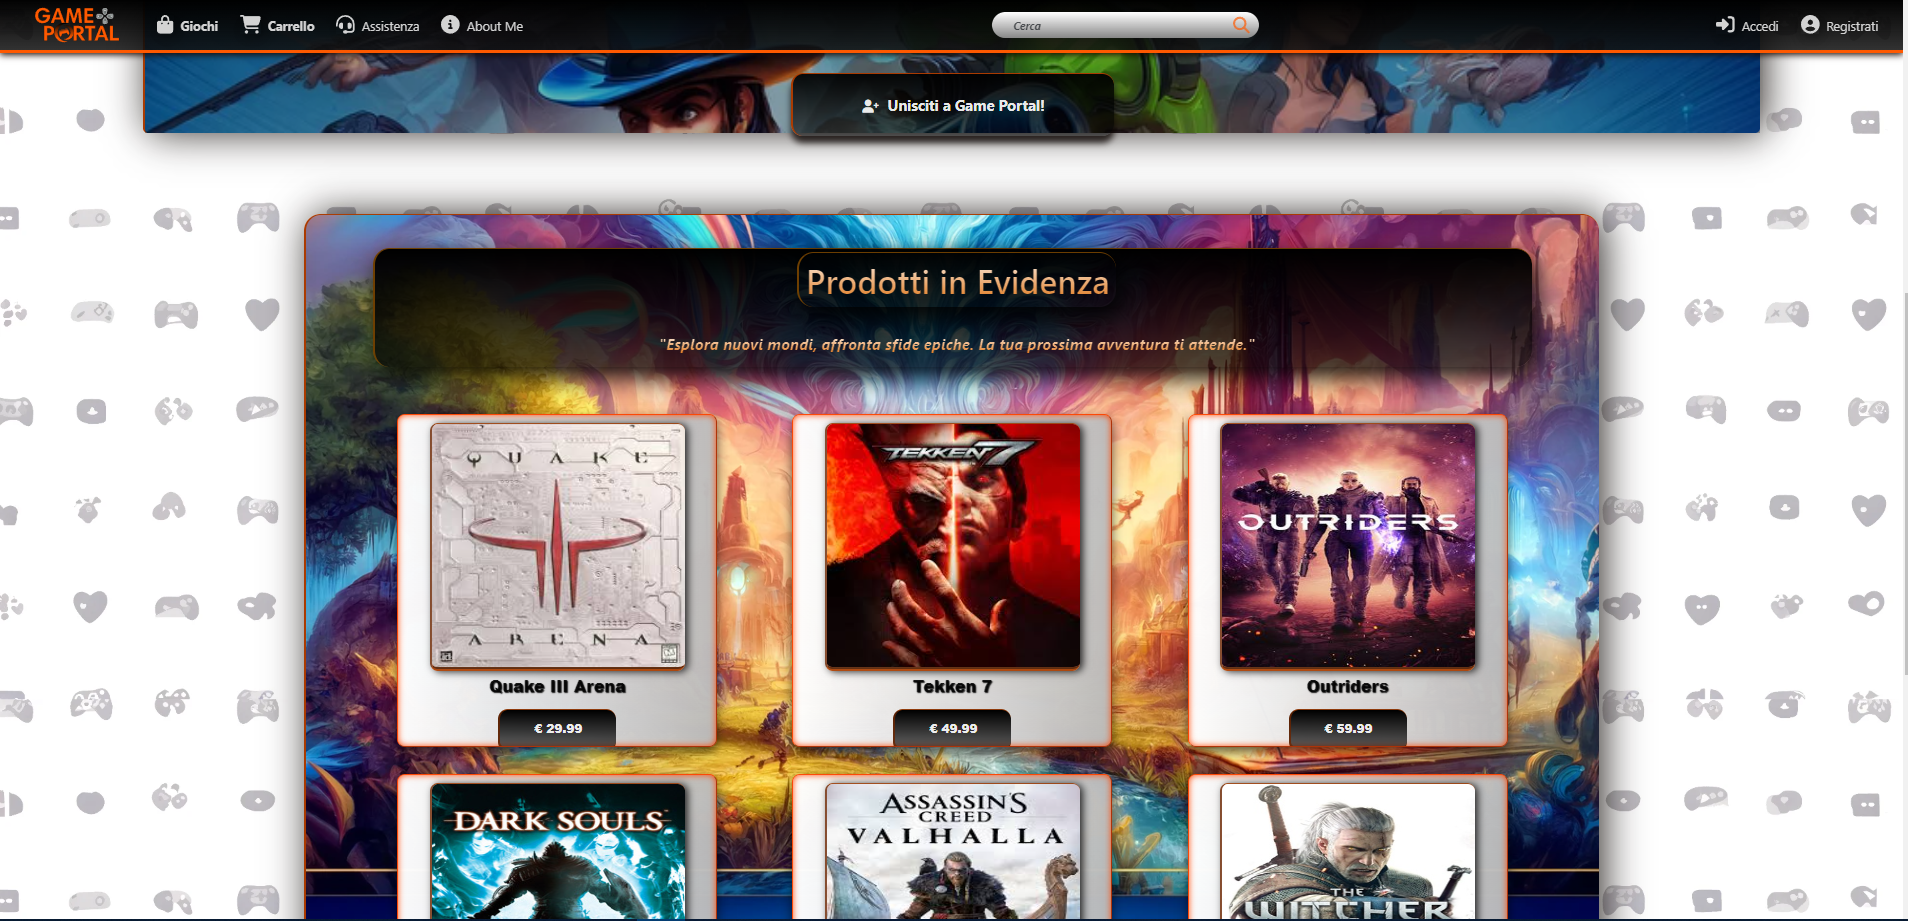 GAME
PORTAL
Giochi
Carrello
Assistenza
About Me
Cerca
Accedi
Registrati
Unisciti a Game Portal!
Prodotti in Evidenza
"Esplora nuovi mondi, affronta sfide epiche. La tua prossima avventura ti attende."
QUAKE
ARENA
Quake III Arena
€ 29.99
TEKKEN 7
Tekken 7
€ 49.99
OUTRIDERS
Outriders
€ 59.99
DARK SOULS
ASSASSIN'S
CREED
VALHALLA
THE
WITCHER